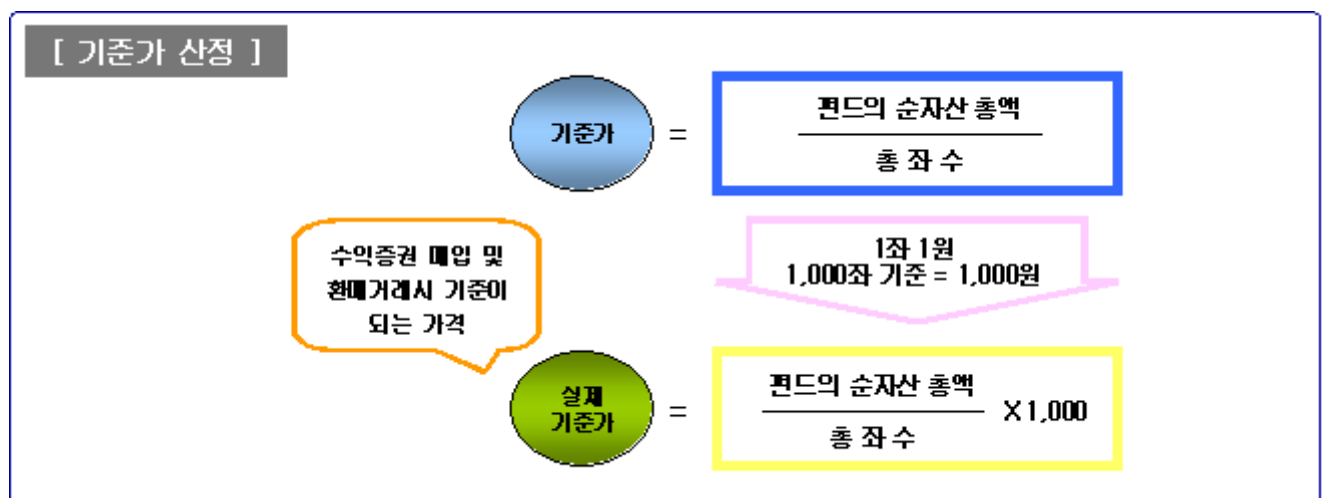 [ 기준가 산정 ]
기준가
=
펀드의 순자산 총액
총 좌 수
수익증권 매입 및
환매거래시 기준이
되는 가격
1좌 1원
1,000좌 기준 = 1,000원
실제
기준가
=
펀드의 순자산 총액
총 좌 수
X 1,000